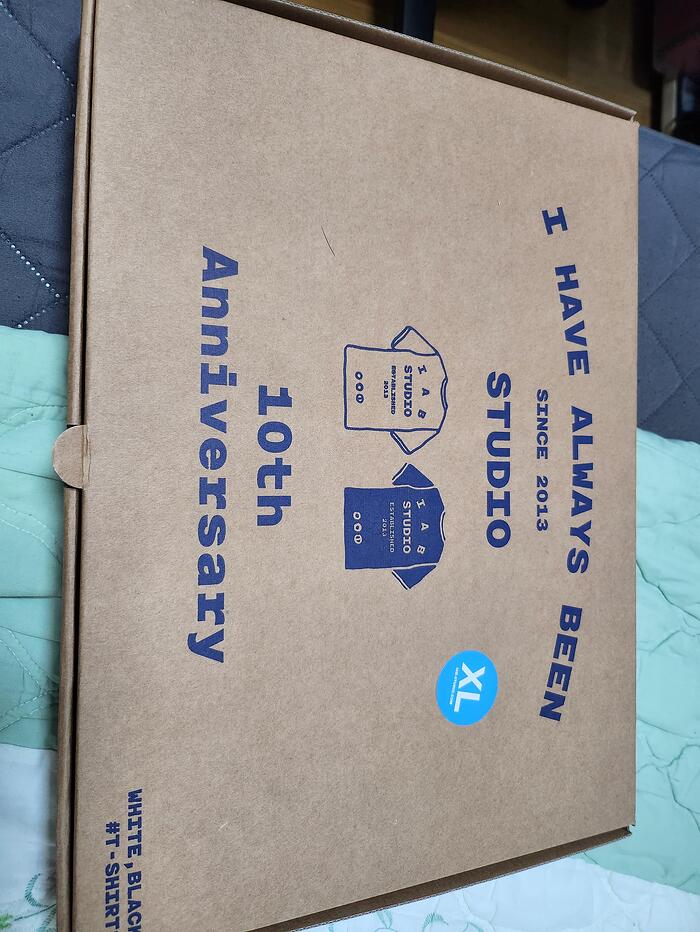 I HAVE ALWAYS BEEN
SINCE 2013
STUDIO
XL
I A B
STUDIO
ESTABLISHED
2013
I A B
STUDIO
ESTABLISHED
2013
10th
Anniversary
WHITE,BLACK
#T-SHIRT